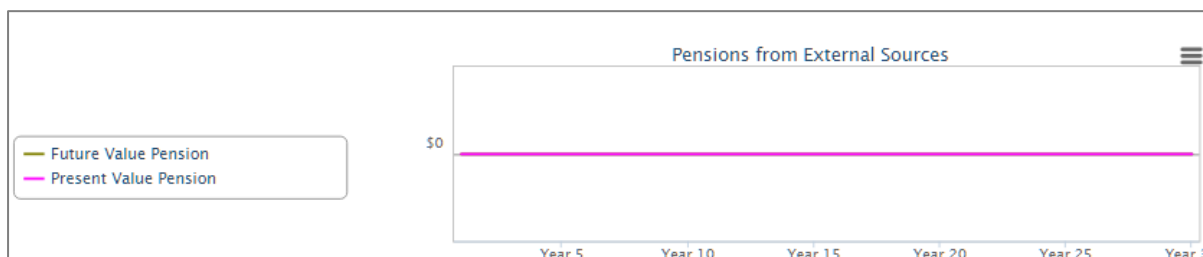 Pensions from External Sources
$0
Future Value Pension
Present Value Pension
Year 5 Year 10 Year 15 Year 20 Year 25 Year